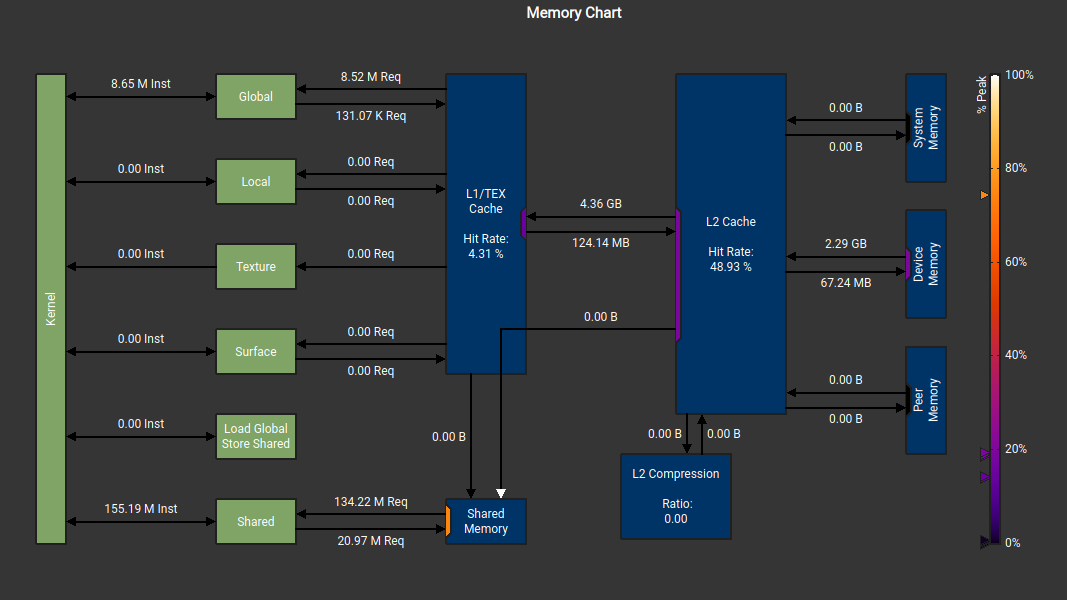 Memory Chart
Kernel
8.65 M Inst
Global
8.52 M Req
131.07 K Req
0.00 Inst
Local
0.00 Req
0.00 Req
0.00 Inst
Texture
0.00 Req
0.00 Inst
Surface
0.00 Req
0.00 Req
0.00 Inst
Load Global
Store Shared
155.19 M Inst
Shared
134.22 M Req
20.97 M Req
L1/TEX
Cache
Hit Rate:
4.31 %
0.00 B
Shared
Memory
4.36 GB
124.14 MB
0.00 B
L2 Cache
Hit Rate:
48.93 %
0.00 B
0.00 B
L2 Compression
Ratio:
0.00
0.00 B
0.00 B
System
Memory
2.29 GB
67.24 MB
Device
Memory
0.00 B
0.00 B
Peer
Memory
% Peak
100%
80%
60%
40%
20%
0%